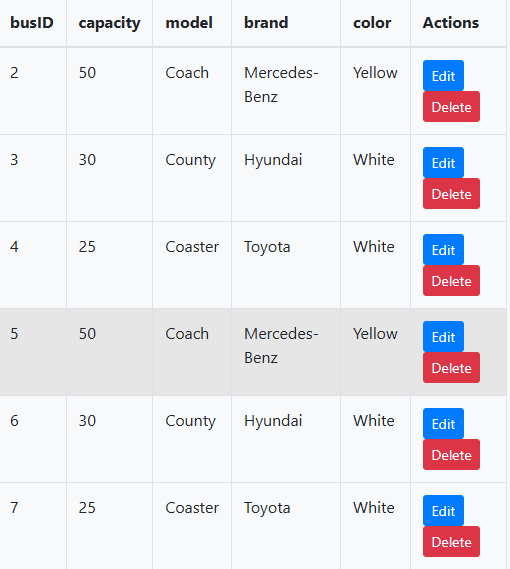 busID capacity model brand color Actions
2 50 Coach Mercedes- Yellow Edit
Benz Delete
3 30 County Hyundai White Edit
Delete
4 25 Coaster Toyota White Edit
Delete
5 50 Coach Mercedes- Yellow Edit
Benz Delete
6 30 County Hyundai White Edit
Delete
7 25 Coaster Toyota White Edit
Delete